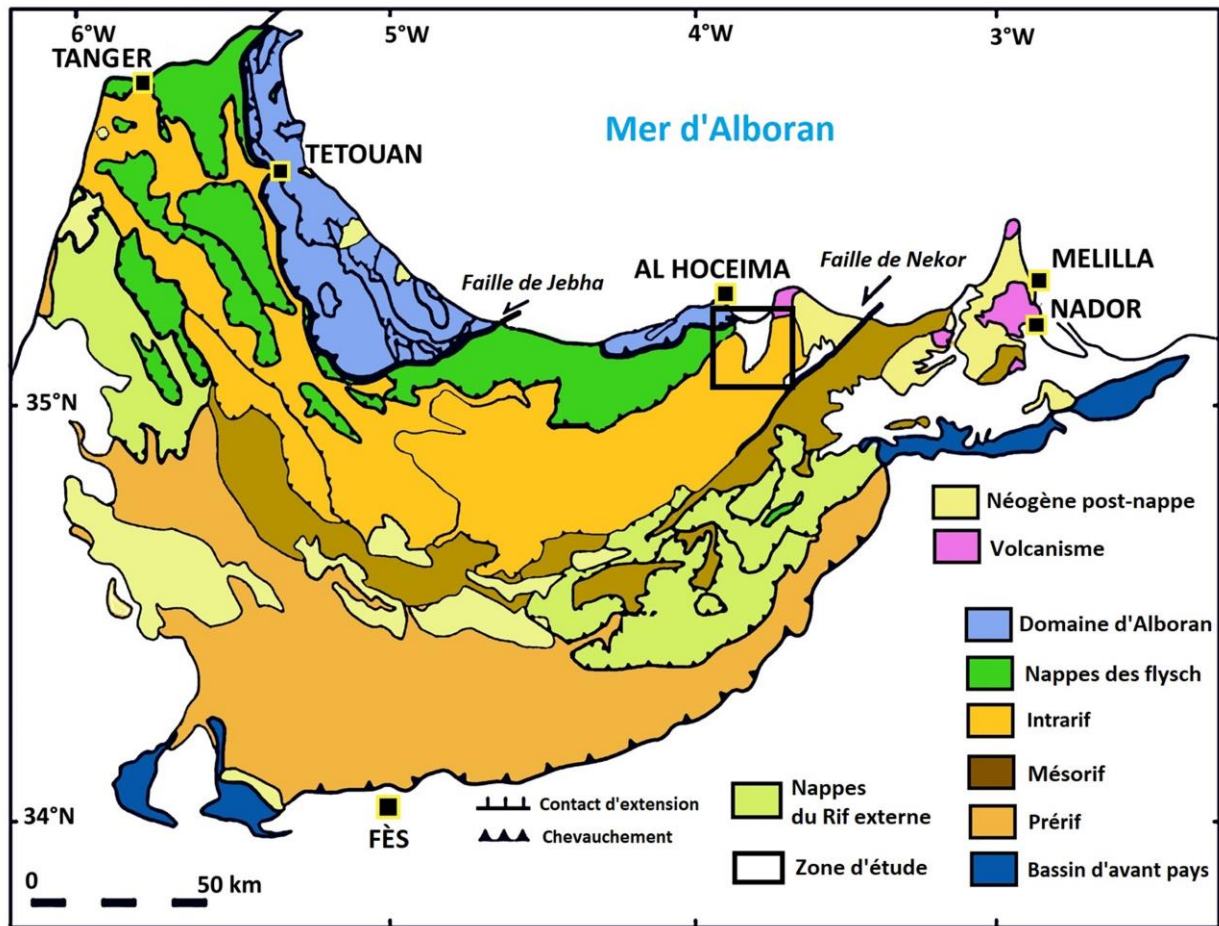 6°W
5°W
4°W
3°W
TANGER
Mer d'Alboran
TETOUAN
AL HOCEIMA
Faille de Nekor
MELILLA
Faille de Jebha
NADOR
35°N
Néogène post-nappe
Volcanisme
Domaine d'Alboran
Nappes des flysch
Intrarif
Mésorif
Prérif
Bassin d'avant pays
Nappes
du Rif externe
Zone d'étude
Contact d'extension
Chevauchement
34°N
FÈS
0
50 km